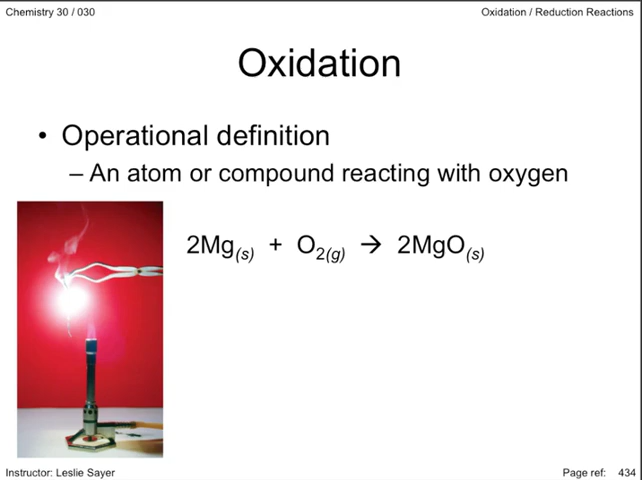 Chemistry 30 / 030
Oxidation / Reduction Reactions
Oxidation
• Operational definition
– An atom or compound reacting with oxygen
2Mg(s) + O2(g) → 2MgO(s)
Instructor: Leslie Sayer
Page ref: 434